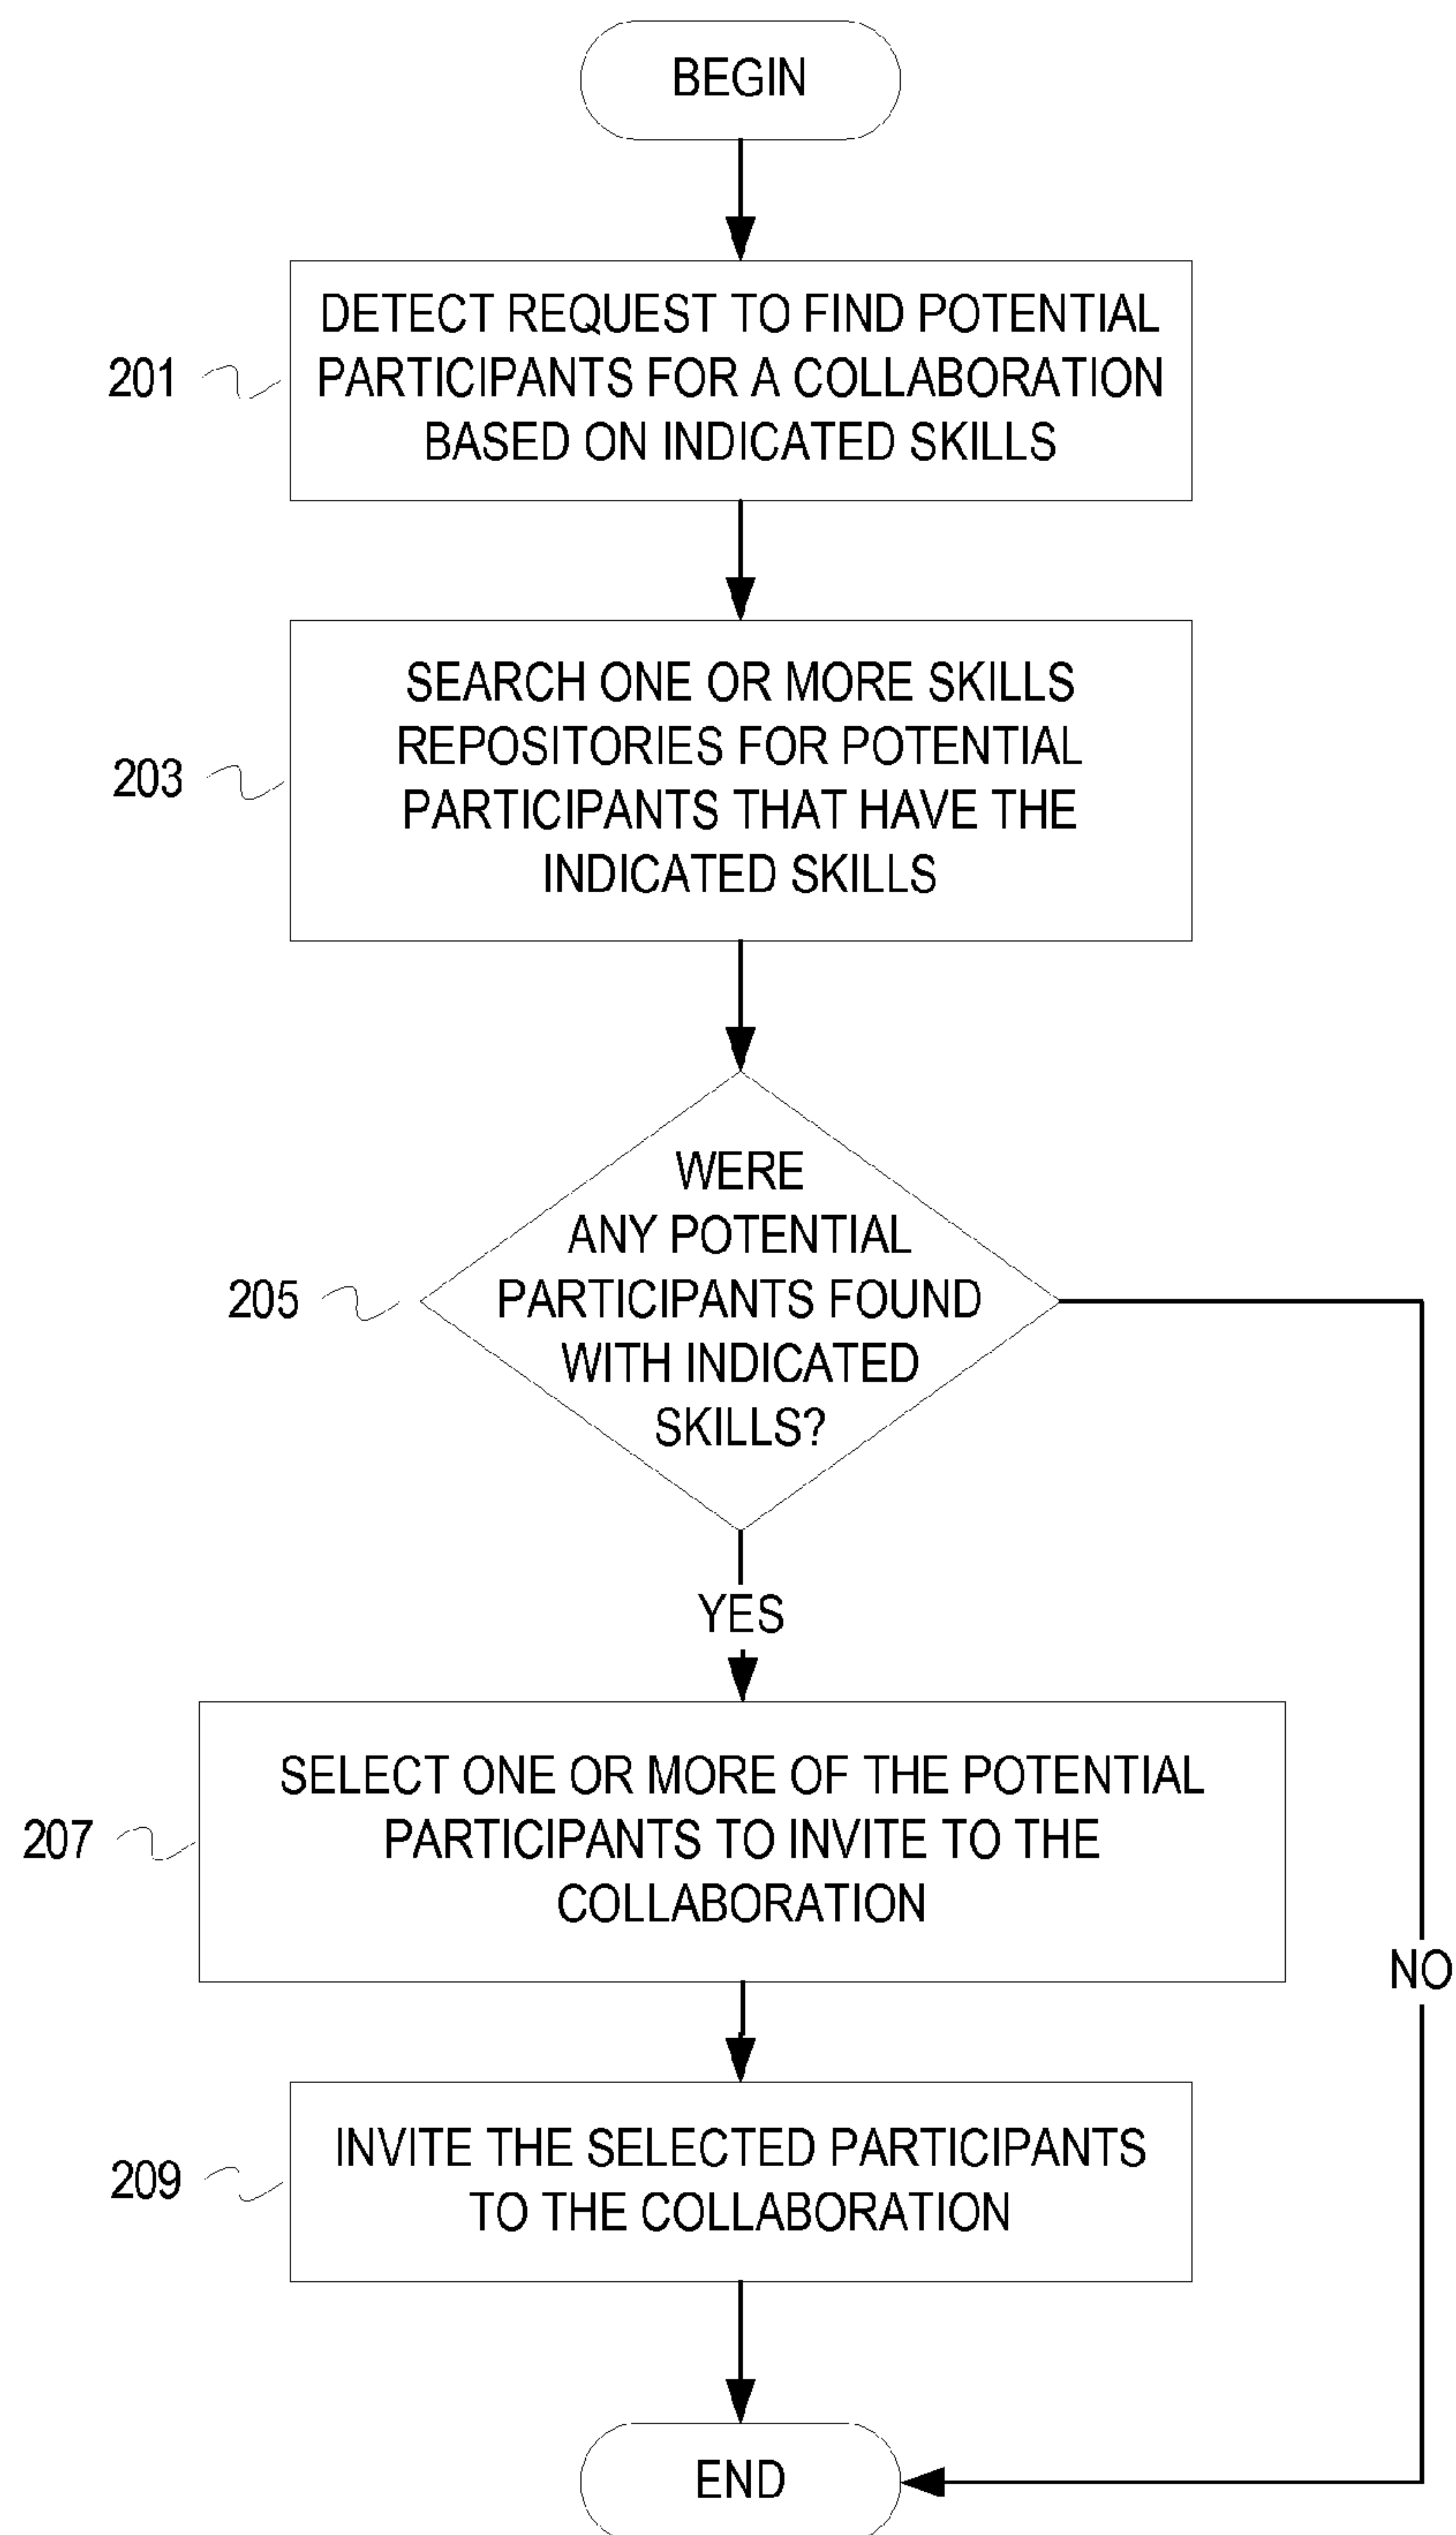 BEGIN
201
DETECT REQUEST TO FIND POTENTIAL
PARTICIPANTS FOR A COLLABORATION
BASED ON INDICATED SKILLS
203
SEARCH ONE OR MORE SKILLS
REPOSITORIES FOR POTENTIAL
PARTICIPANTS THAT HAVE THE
INDICATED SKILLS
205
WERE
ANY POTENTIAL
PARTICIPANTS FOUND
WITH INDICATED
SKILLS?
YES
207
SELECT ONE OR MORE OF THE POTENTIAL
PARTICIPANTS TO INVITE TO THE
COLLABORATION
NO
209
INVITE THE SELECTED PARTICIPANTS
TO THE COLLABORATION
END